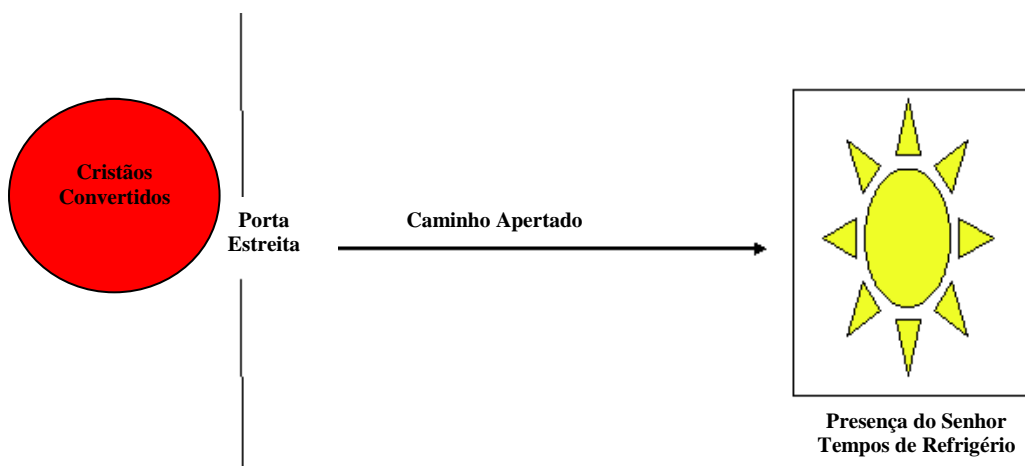 Cristãos
Convertidos
Porta
Estreita
Caminho Apertado
Presença do Senhor
Tempos de Refrigério